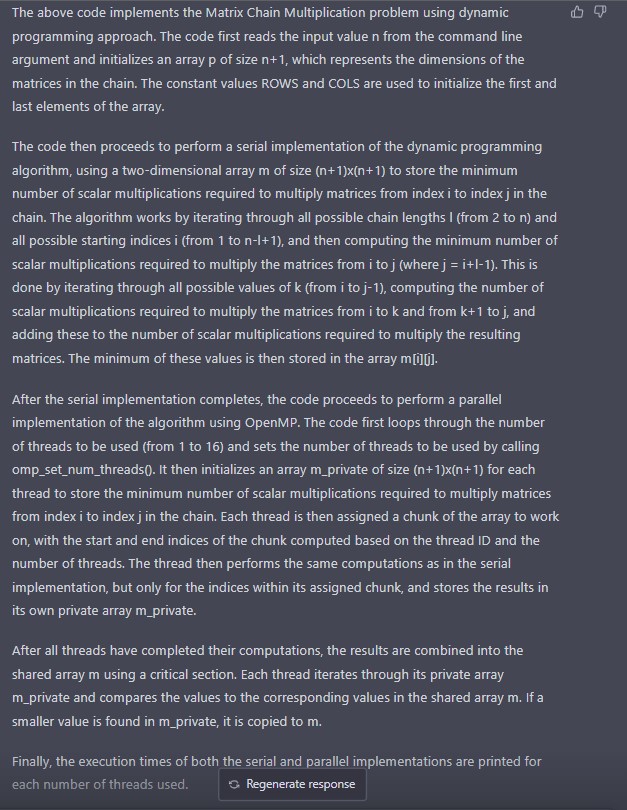 The above code implements the Matrix Chain Multiplication problem using dynamic
programming approach. The code first reads the input value n from the command line
argument and initializes an array p of size n+1, which represents the dimensions of the
matrices in the chain. The constant values ROWS and COLS are used to initialize the first and
last elements of the array.
The code then proceeds to perform a serial implementation of the dynamic programming
algorithm, using a two-dimensional array m of size (n+1)x(n+1) to store the minimum
number of scalar multiplications required to multiply matrices from index i to index j in the
chain. The algorithm works by iterating through all possible chain lengths l (from 2 to n) and
all possible starting indices i (from 1 to n-l+1), and then computing the minimum number of
scalar multiplications required to multiply the matrices from i to j (where j = i+l-1). This is
done by iterating through all possible values of k (from i to j-1), computing the number of
scalar multiplications required to multiply the matrices from i to k and from k+1 to j, and
adding these to the number of scalar multiplications required to multiply the resulting
matrices. The minimum of these values is then stored in the array m[i][j].
After the serial implementation completes, the code proceeds to perform a parallel
implementation of the algorithm using OpenMP. The code first loops through the number
of threads to be used (from 1 to 16) and sets the number of threads to be used by calling
omp_set_num_threads(). It then initializes an array m_private of size (n+1)x(n+1) for each
thread to store the minimum number of scalar multiplications required to multiply matrices
from index i to index j in the chain. Each thread is then assigned a chunk of the array to work
on, with the start and end indices of the chunk computed based on the thread ID and the
number of threads. The thread then performs the same computations as in the serial
implementation, but only for the indices within its assigned chunk, and stores the results in
its own private array m_private.
After all threads have completed their computations, the results are combined into the
shared array m using a critical section. Each thread iterates through its private array
m_private and compares the values to the corresponding values in the shared array m. If a
smaller value is found in m_private, it is copied to m.
Finally, the execution times of both the serial and parallel implementations are printed for
each number of threads used.
Regenerate response